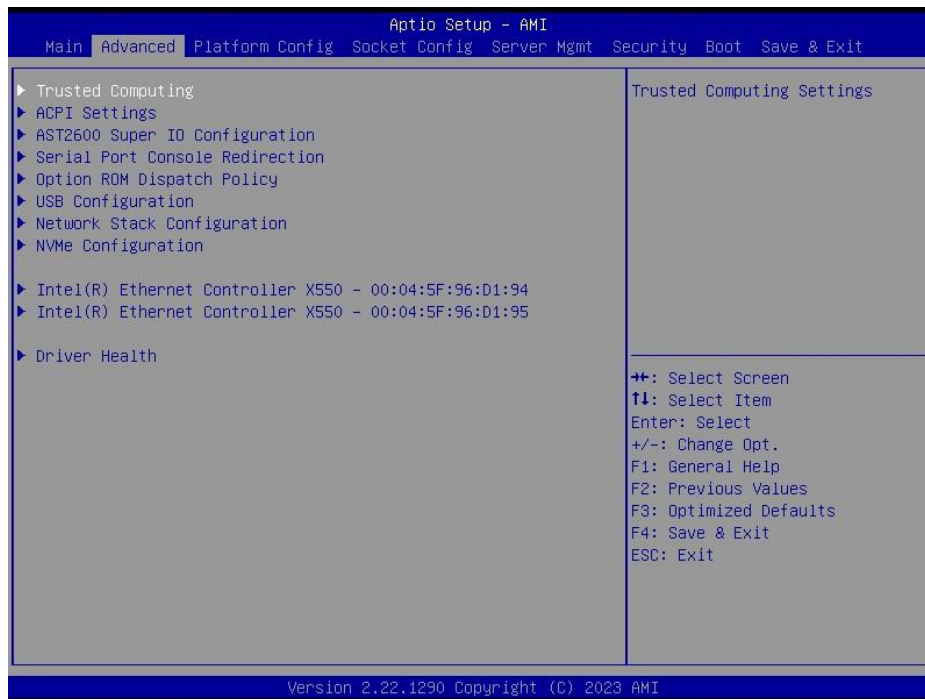 Aptio Setup - AMI
Main Advanced Platform Config Socket Config Server Mgmt Security Boot Save & Exit
Trusted Computing
ACPI Settings
AST2600 Super IO Configuration
Serial Port Console Redirection
Option ROM Dispatch Policy
USB Configuration
Network Stack Configuration
NVMe Configuration
Intel(R) Ethernet Controller X550 - 00:04:5F:96:D1:94
Intel(R) Ethernet Controller X550 - 00:04:5F:96:D1:95
Driver Health
Trusted Computing Settings
→←: Select Screen
↑↓: Select Item
Enter: Select
+/-: Change Opt.
F1: General Help
F2: Previous Values
F3: Optimized Defaults
F4: Save & Exit
ESC: Exit
Version 2.22.1290 Copyright (C) 2023 AMI